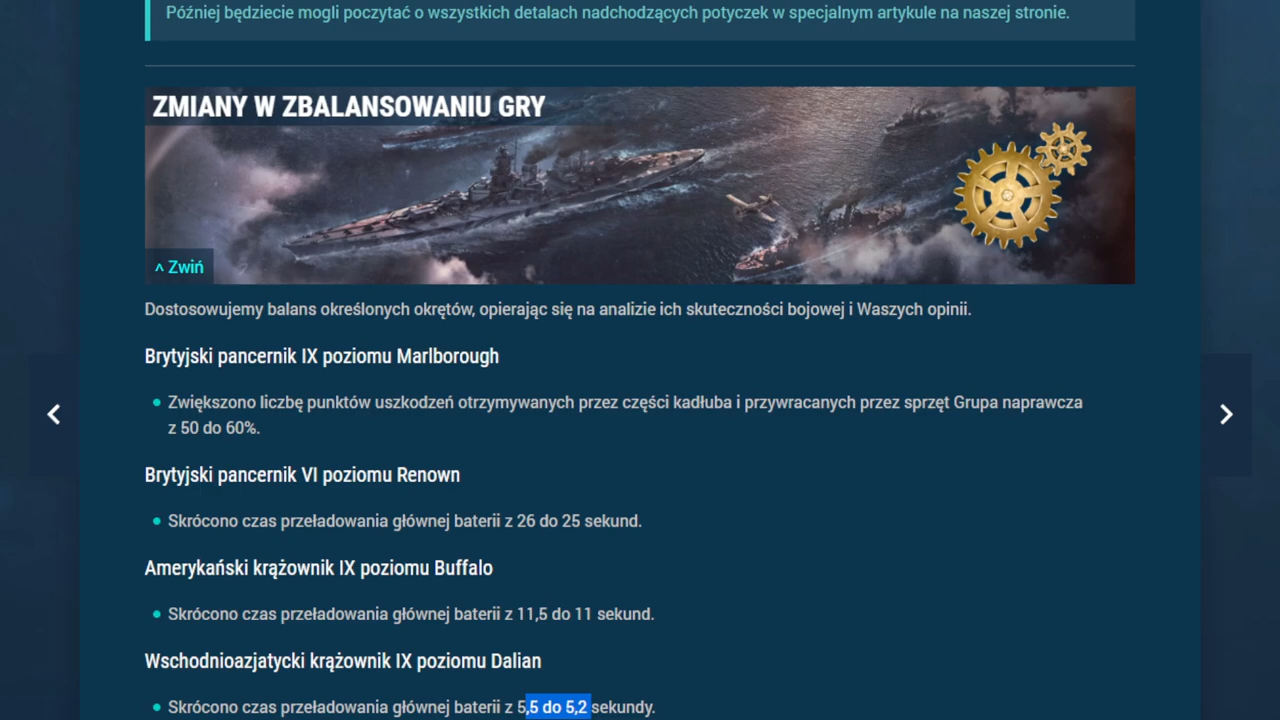 Później będziecie mogli poczytać o wszystkich detalach nadchodzących potyczek w specjalnym artykule na naszej stronie.
ZMIANY W ZBALANSOWANIU GRY
^ Zwiń
Dostosowujemy balans określonych okrętów, opierając się na analizie ich skuteczności bojowej i Waszych opinii.
Brytyjski pancernik IX poziomu Marlborough
Zwiększono liczbę punktów uszkodzeń otrzymywanych przez części kadłuba i przywracanych przez sprzęt Grupa naprawcza
z 50 do 60%.
Brytyjski pancernik VI poziomu Renown
Skrócono czas przeładowania głównej baterii z 26 do 25 sekund.
Amerykański krążownik IX poziomu Buffalo
Skrócono czas przeładowania głównej baterii z 11,5 do 11 sekund.
Wschodnioazjatycki krążownik IX poziomu Dalian
Skrócono czas przeładowania głównej baterii z 5,5 do 5,2 sekundy.